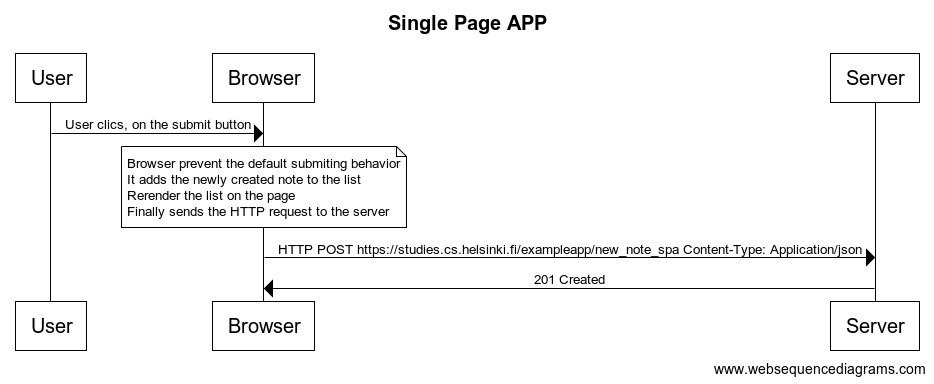 Single Page APP
User
Browser
Server
User clics, on the submit button
Browser prevent the default submiting behavior
It adds the newly created note to the list
Rerender the list on the page
Finally sends the HTTP request to the server
HTTP POST https://studies.cs.helsinki.fi/exampleapp/new_note_spa Content-Type: Application/json
201 Created
User
Browser
Server
www.websequencediagrams.com